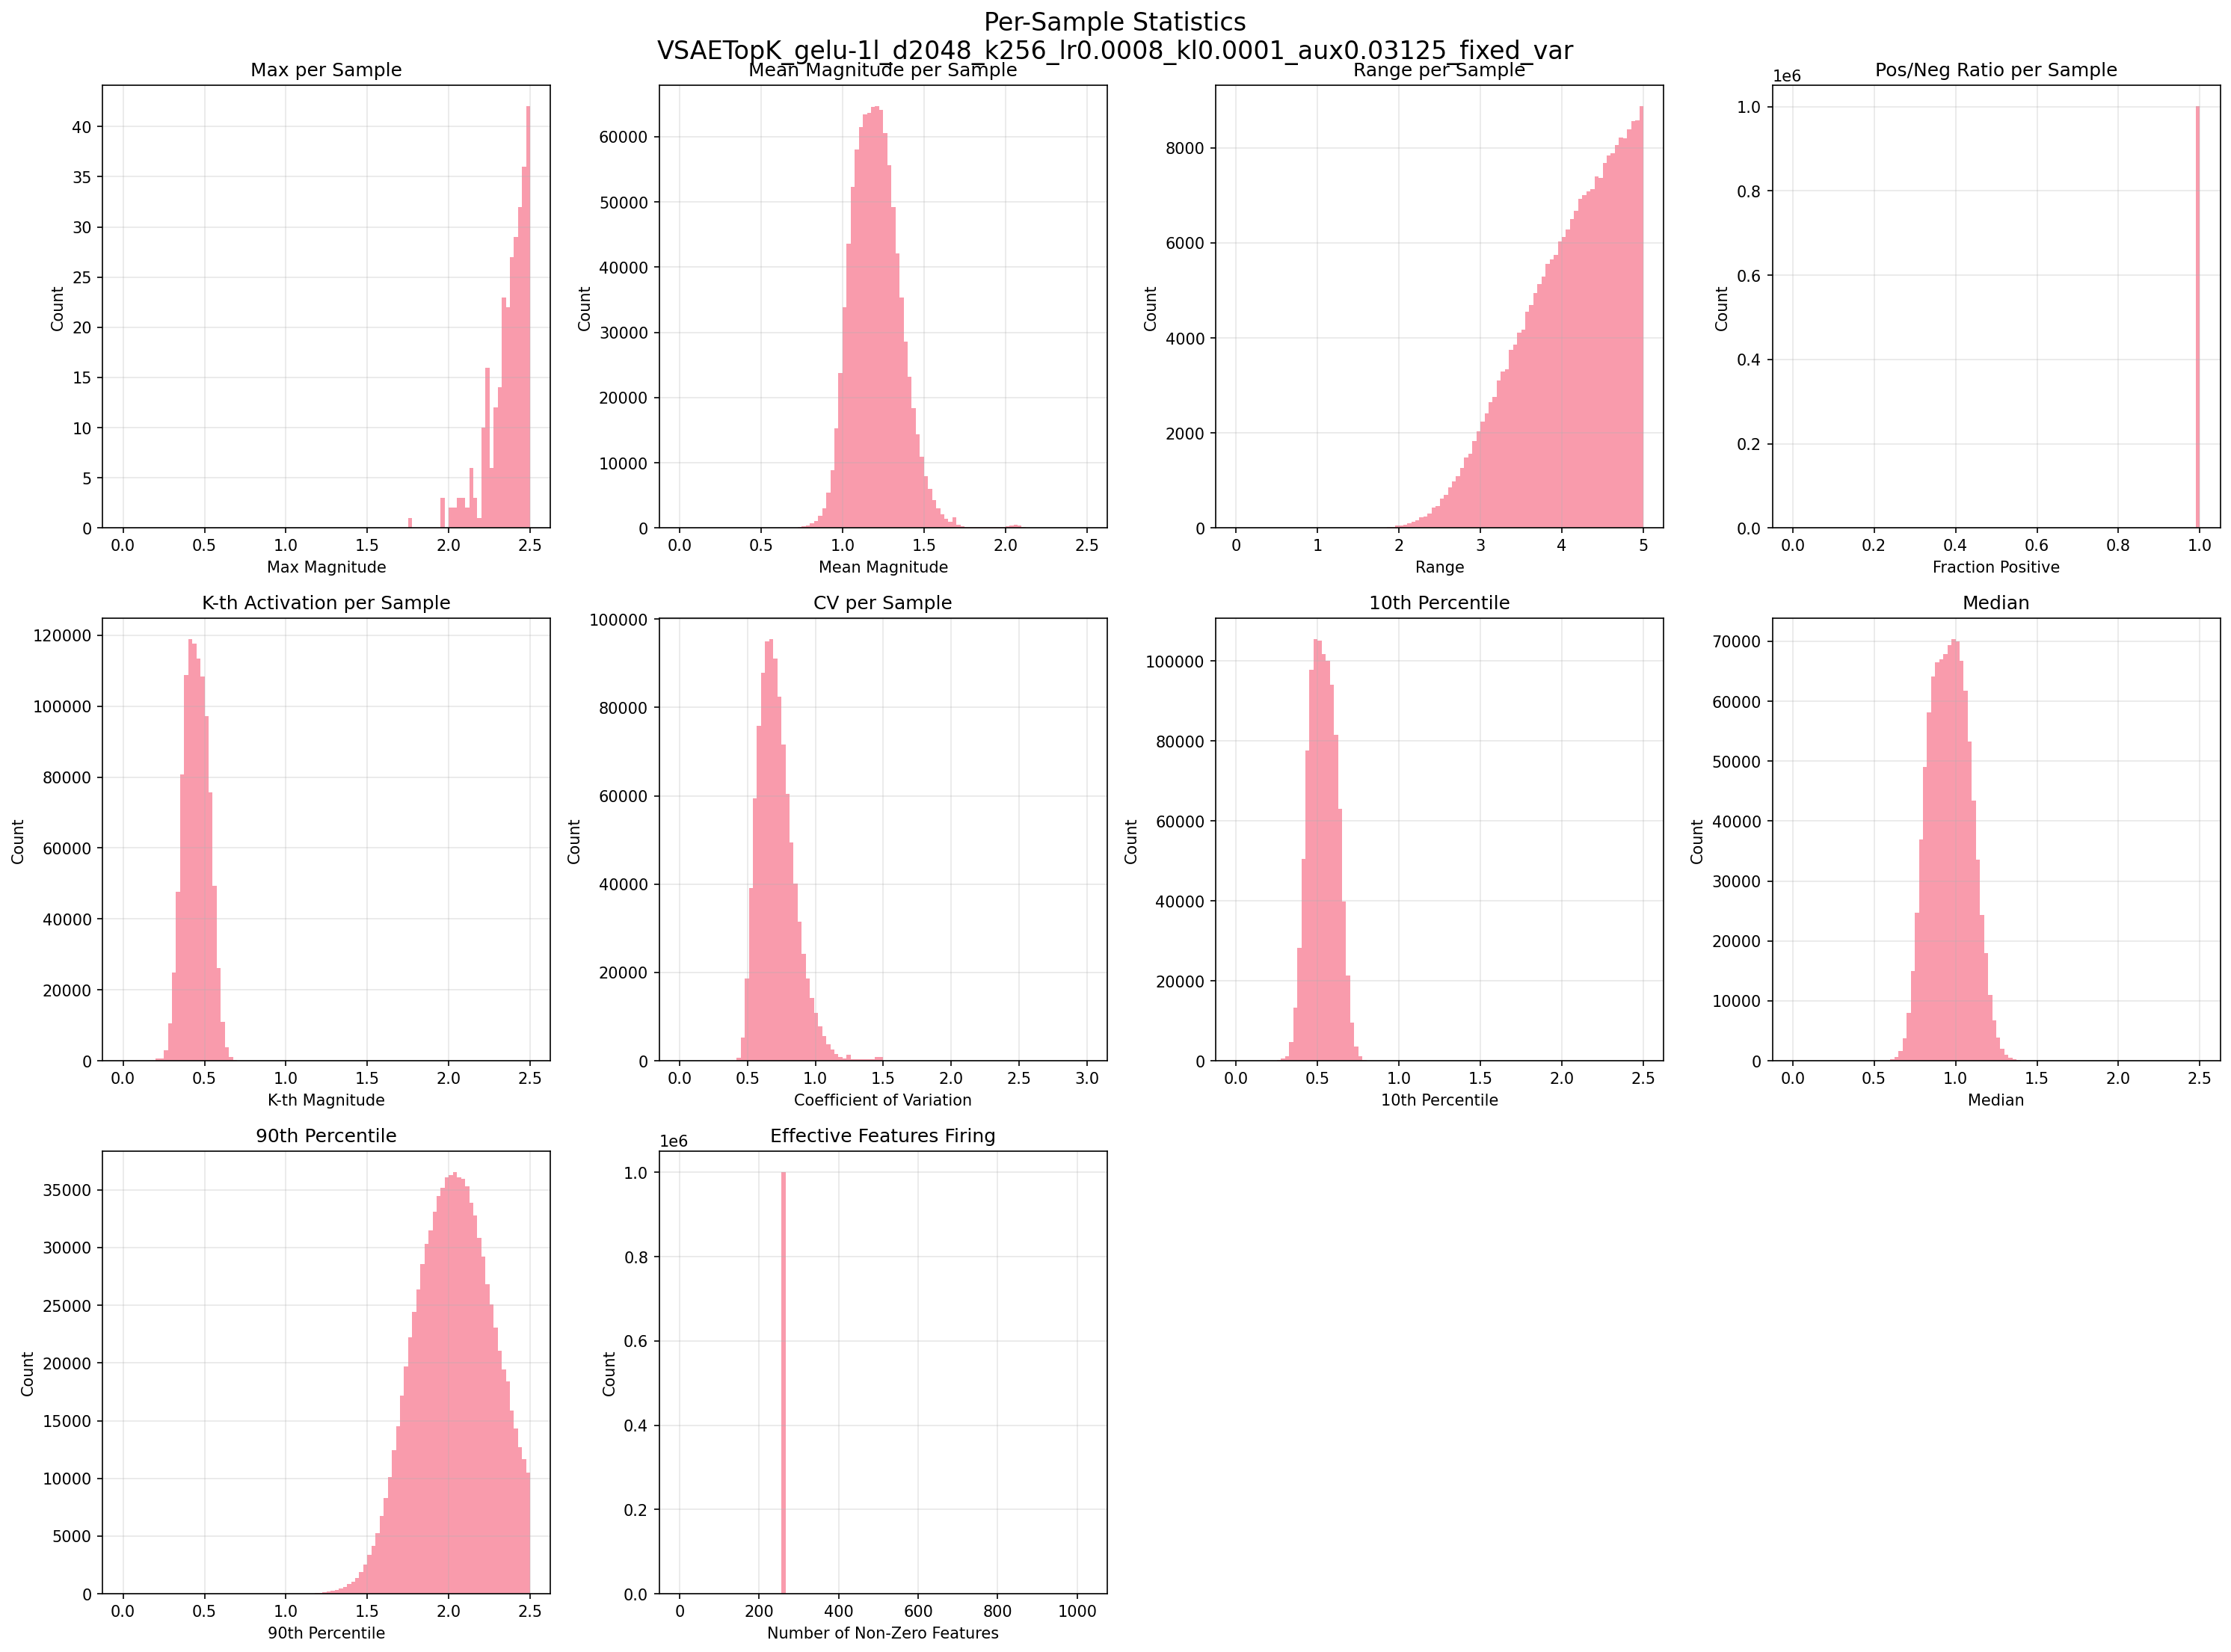 Per-Sample Statistics
VSAETopK_gelu-1l_d2048_k256_lr0.0008_kl0.0001_aux0.03125_fixed_var
Max per Sample
Count
40
35
30
25
20
15
10
5
0
0.0 0.5 1.0 1.5 2.0 2.5
Max Magnitude
Mean Magnitude per Sample
Count
60000
50000
40000
30000
20000
10000
0
0.0 0.5 1.0 1.5 2.0 2.5
Mean Magnitude
Range per Sample
Count
8000
6000
4000
2000
0
0 1 2 3 4 5
Range
Pos/Neg Ratio per Sample
1e6
Count
1.0
0.8
0.6
0.4
0.2
0.0
0.0 0.2 0.4 0.6 0.8 1.0
Fraction Positive
K-th Activation per Sample
Count
120000
100000
80000
60000
40000
20000
0
0.0 0.5 1.0 1.5 2.0 2.5
K-th Magnitude
CV per Sample
Count
100000
80000
60000
40000
20000
0
0.0 0.5 1.0 1.5 2.0 2.5 3.0
Coefficient of Variation
10th Percentile
Count
100000
80000
60000
40000
20000
0
0.0 0.5 1.0 1.5 2.0 2.5
10th Percentile
Median
Count
70000
60000
50000
40000
30000
20000
10000
0
0.0 0.5 1.0 1.5 2.0 2.5
Median
90th Percentile
Count
35000
30000
25000
20000
15000
10000
5000
0
0.0 0.5 1.0 1.5 2.0 2.5
90th Percentile
Effective Features Firing
1e6
Count
1.0
0.8
0.6
0.4
0.2
0.0
0 200 400 600 800 1000
Number of Non-Zero Features